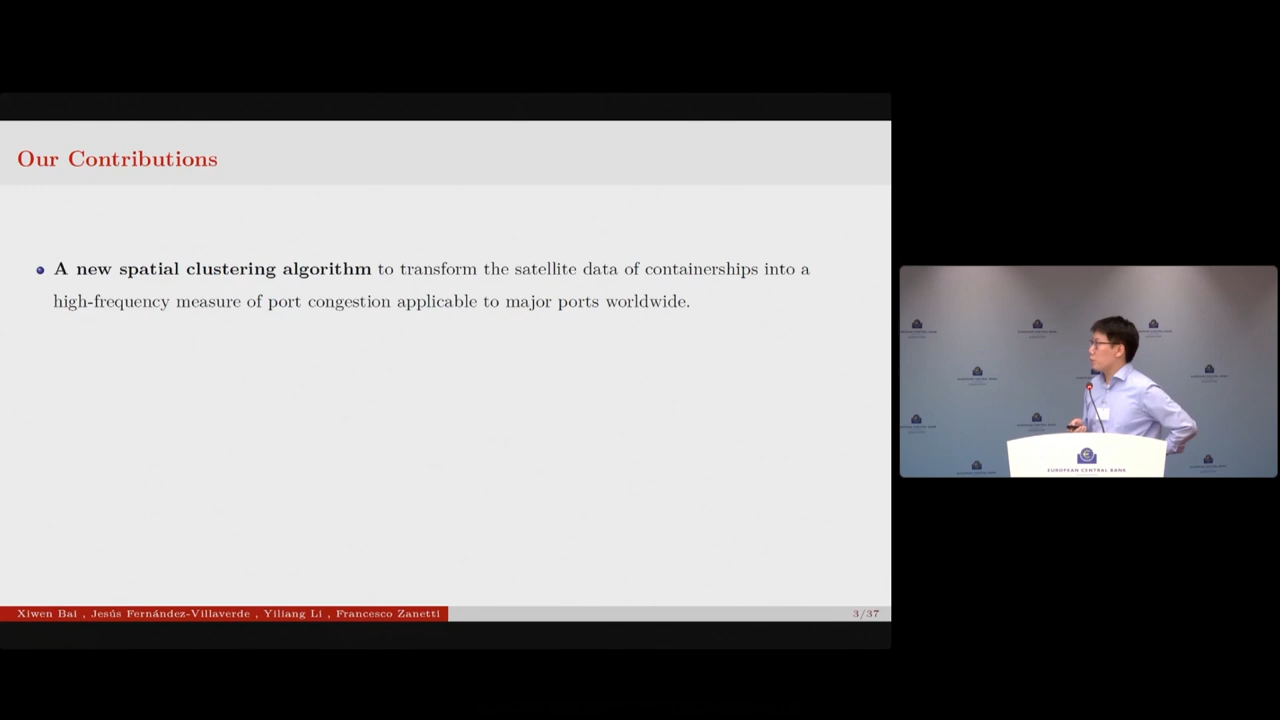 Our Contributions
A new spatial clustering algorithm to transform the satellite data of containerships into a
high-frequency measure of port congestion applicable to major ports worldwide.
Xiwen Bai , Jesús Fernández-Villaverde , Yiliang Li , Francesco Zanetti
3/37
EUROPEAN CENTRAL BANK